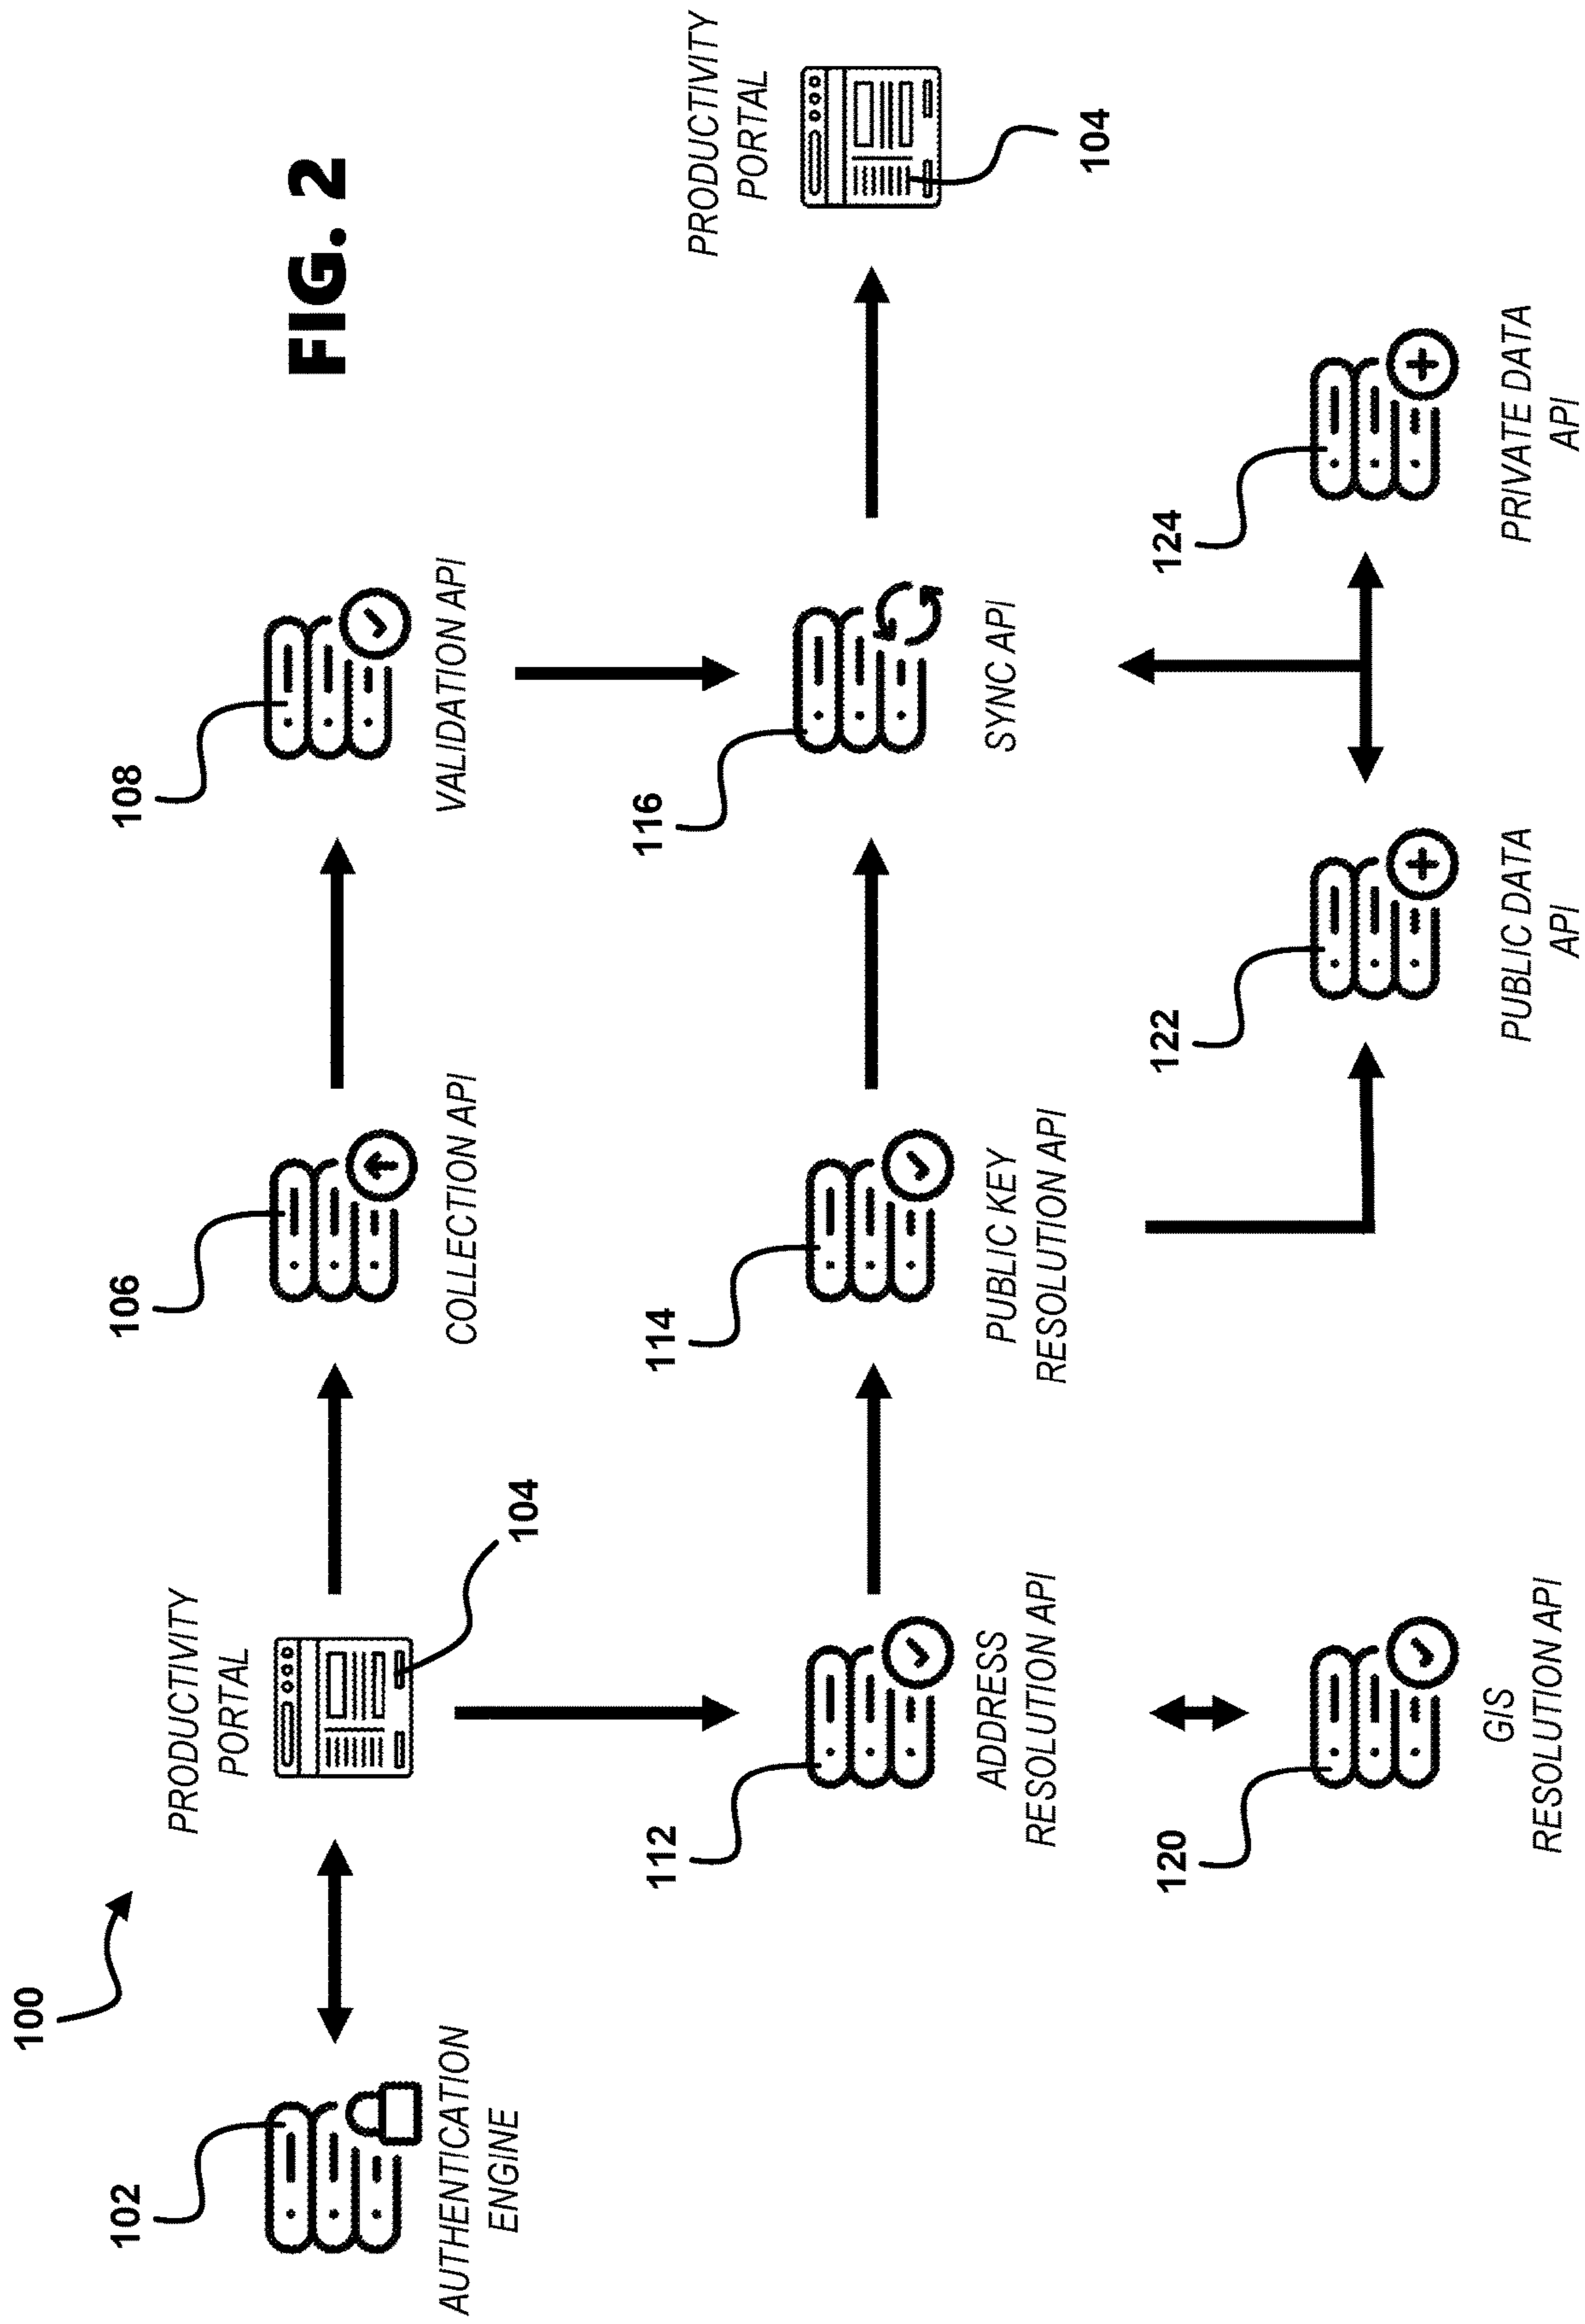 FIG. 2
100
102
AUTHENTICATION
ENGINE
PRODUCTIVITY
PORTAL
104
106
COLLECTION API
108
VALIDATION API
112
ADDRESS
RESOLUTION API
114
PUBLIC KEY
RESOLUTION API
116
SYNC API
PRODUCTIVITY
PORTAL
104
120
GIS
RESOLUTION API
122
PUBLIC DATA
API
124
PRIVATE DATA
API